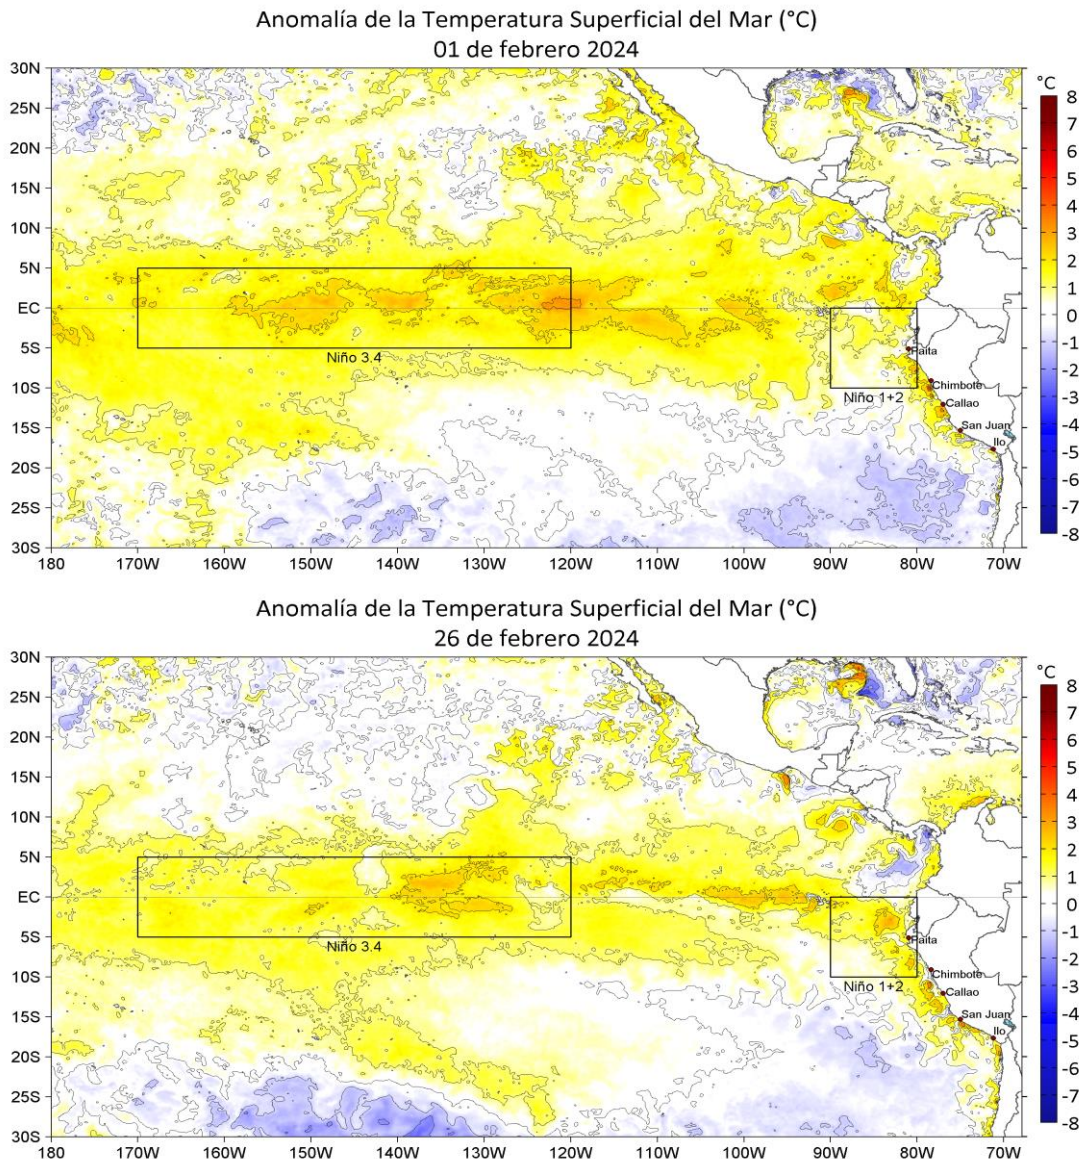 Anomalía de la Temperatura Superficial del Mar (°C)
01 de febrero 2024
30N
25N
20N
15N
10N
5N
EC
5S
10S
15S
20S
25S
30S
Niño 3.4
Niño 1+2
Paita
Chimbote
Callao
San Juan
Ilo
°C
8
7
6
5
4
3
2
1
0
-1
-2
-3
-4
-5
-6
-7
-8
180 170W 160W 150W 140W 130W 120W 110W 100W 90W 80W 70W
Anomalía de la Temperatura Superficial del Mar (°C)
26 de febrero 2024
30N
25N
20N
15N
10N
5N
EC
5S
10S
15S
20S
25S
30S
Niño 3.4
Niño 1+2
Paita
Chimbote
Callao
San Juan
Ilo
°C
8
7
6
5
4
3
2
1
0
-1
-2
-3
-4
-5
-6
-7
-8
180 170W 160W 150W 140W 130W 120W 110W 100W 90W 80W 70W